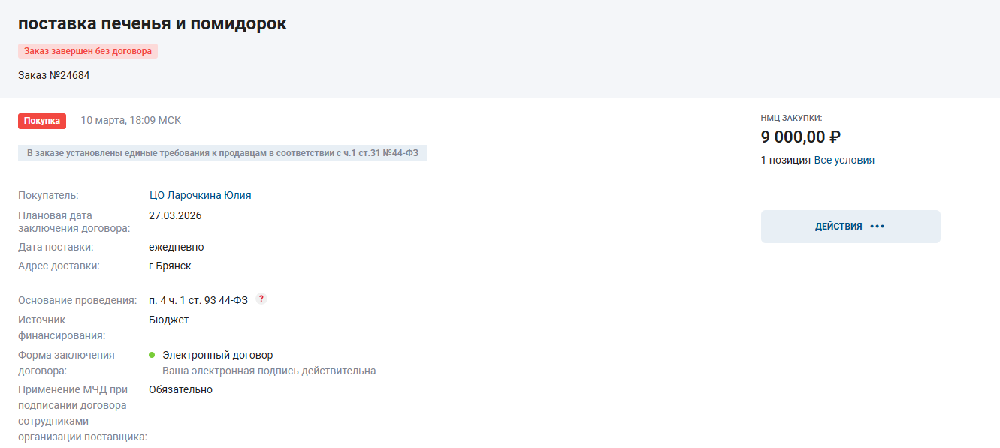 поставка печенья и помидорок
Заказ завершен без договора
Заказ №24684
Покупка 10 марта, 18:09 МСК
В заказе установлены единые требования к продавцам в соответствии с ч.1 ст.31 №44-ФЗ
НМЦ ЗАКУПКИ:
9 000,00 ₽
1 позиция Все условия
ДЕЙСТВИЯ •••
Покупатель: ЦО Ларочкина Юлия
Плановая дата
заключения договора: 27.03.2026
Дата поставки: ежедневно
Адрес доставки: г Брянск
Основание проведения: п. 4 ч. 1 ст. 93 44-ФЗ ?
Источник
финансирования: Бюджет
Форма заключения
договора: Электронный договор
Ваша электронная подпись действительна
Применение МЧД при
подписании договора
сотрудниками
организации поставщика: Обязательно